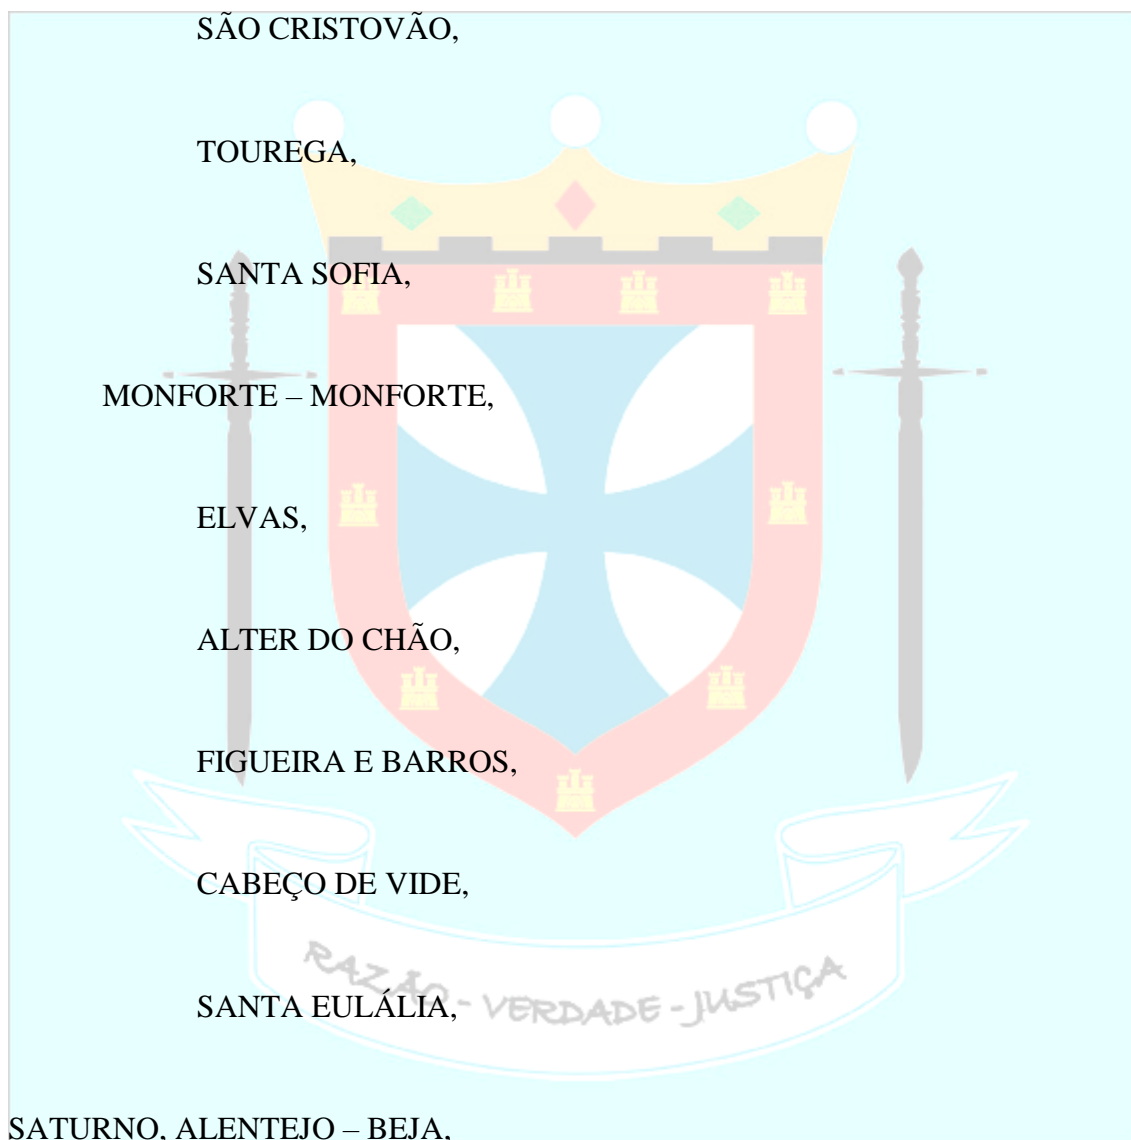 SÃO CRISTOVÃO,
TOUREGA,
SANTA SOFIA,
MONFORTE – MONFORTE,
ELVAS,
ALTER DO CHÃO,
FIGUEIRA E BARROS,
CABEÇO DE VIDE,
SANTA EULÁLIA,
RAZÃO - VERDADE - JUSTIÇA
SATURNO, ALENTEJO – BEJA,